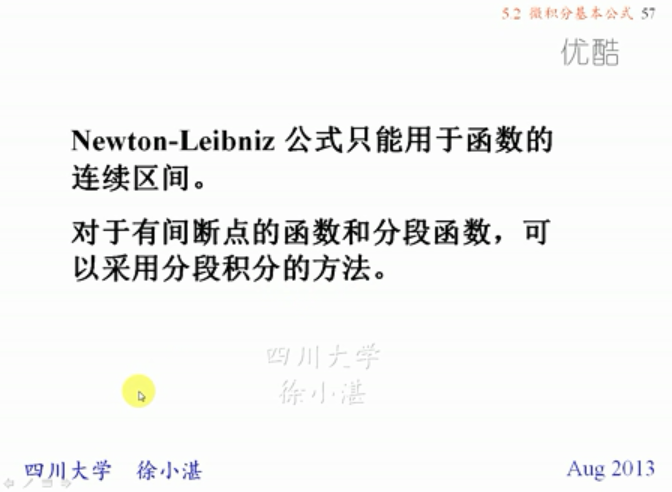 5.2 微积分基本公式 57
优酷
Newton-Leibniz 公式只能用于函数的
连续区间。
对于有间断点的函数和分段函数，可
以采用分段积分的方法。
四川大学
徐小湛
四川大学 徐小湛
Aug 2013